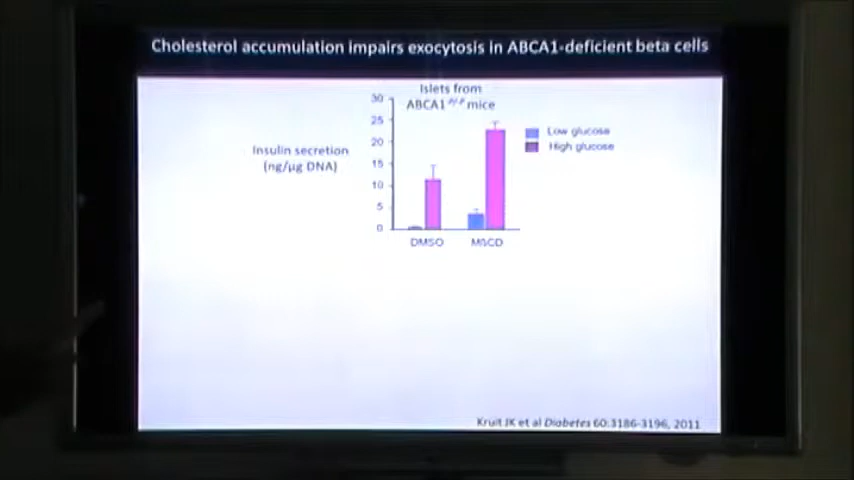 Cholesterol accumulation impairs exocytosis in ABCA1-deficient beta cells
Islets from
ABCA1 mice
30
25
20
15
10
5
0
Insulin secretion
(ng/µg DNA)
Low glucose
High glucose
DMSO
MßCD
Kruit JK et al Diabetes 60:3186-3196, 2011